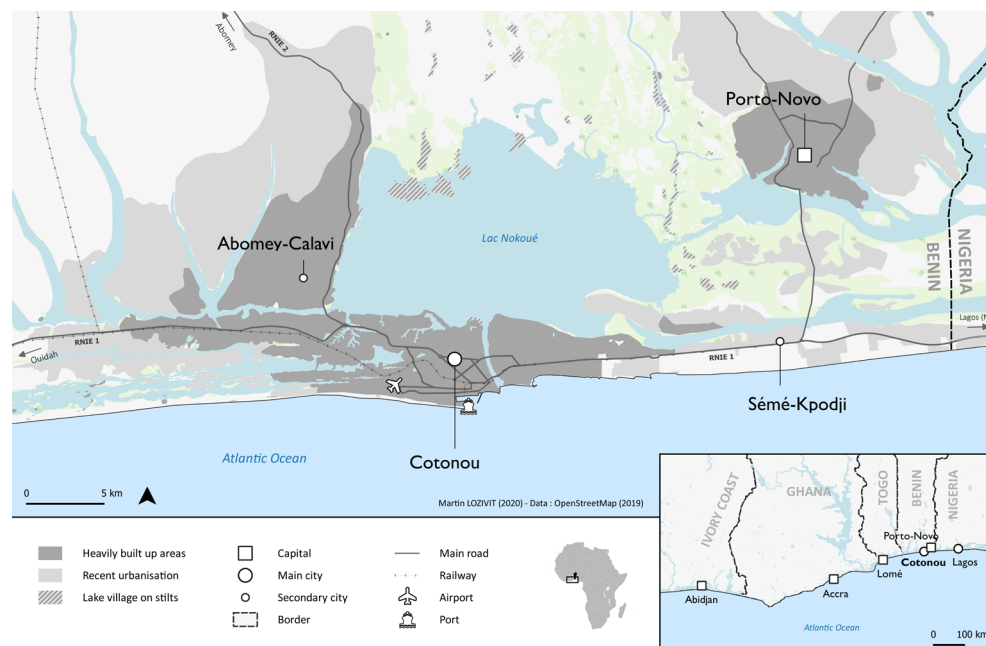 Abomey
RNIE 2
Porto-Novo
Abomey-Calavi
Lac Nokoué
BENIN
NIGERIA
Lagos (N
RNIE 1
Ouidah
RNIE 1
Sémé-Kpodji
Atlantic Ocean
Cotonou
0 5 km
Martin LOZIVIT (2020) - Data : OpenStreetMap (2019)
Heavily built up areas
Recent urbanisation
Lake village on stilts
Capital
Main city
Secondary city
Border
Main road
Railway
Airport
Port
IVORY COAST
GHANA
TOGO
BENIN
NIGERIA
Porto-Novo
Cotonou
Lagos
Lomé
Accra
Abidjan
Atlantic Ocean
0 100 km